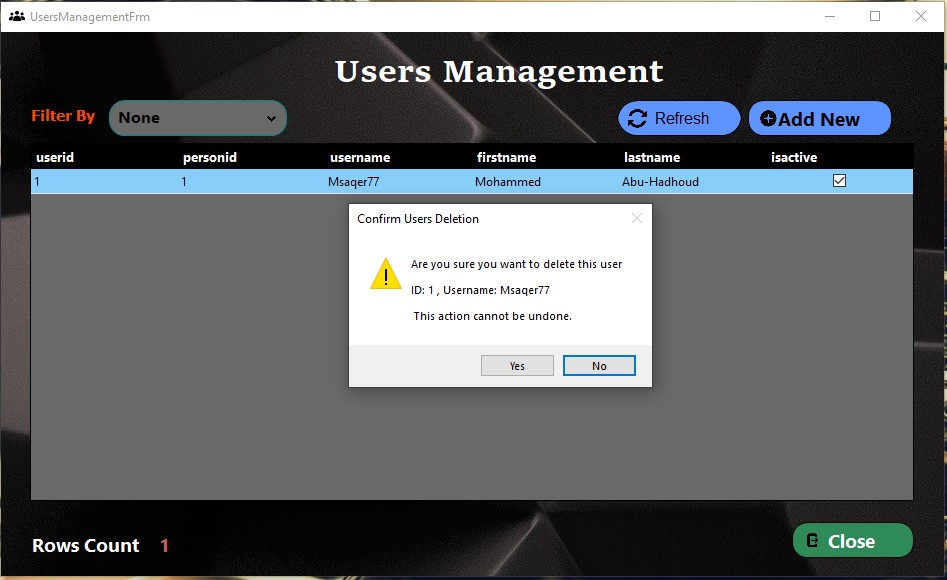 UsersManagementFrm
Users Management
Filter By None Refresh Add New
userid personid username firstname lastname isactive
1 1 Msaqer77 Mohammed Abu-Hadhoud
Confirm Users Deletion
Are you sure you want to delete this user
ID: 1 , Username: Msaqer77
This action cannot be undone.
Yes No
Rows Count 1 Close